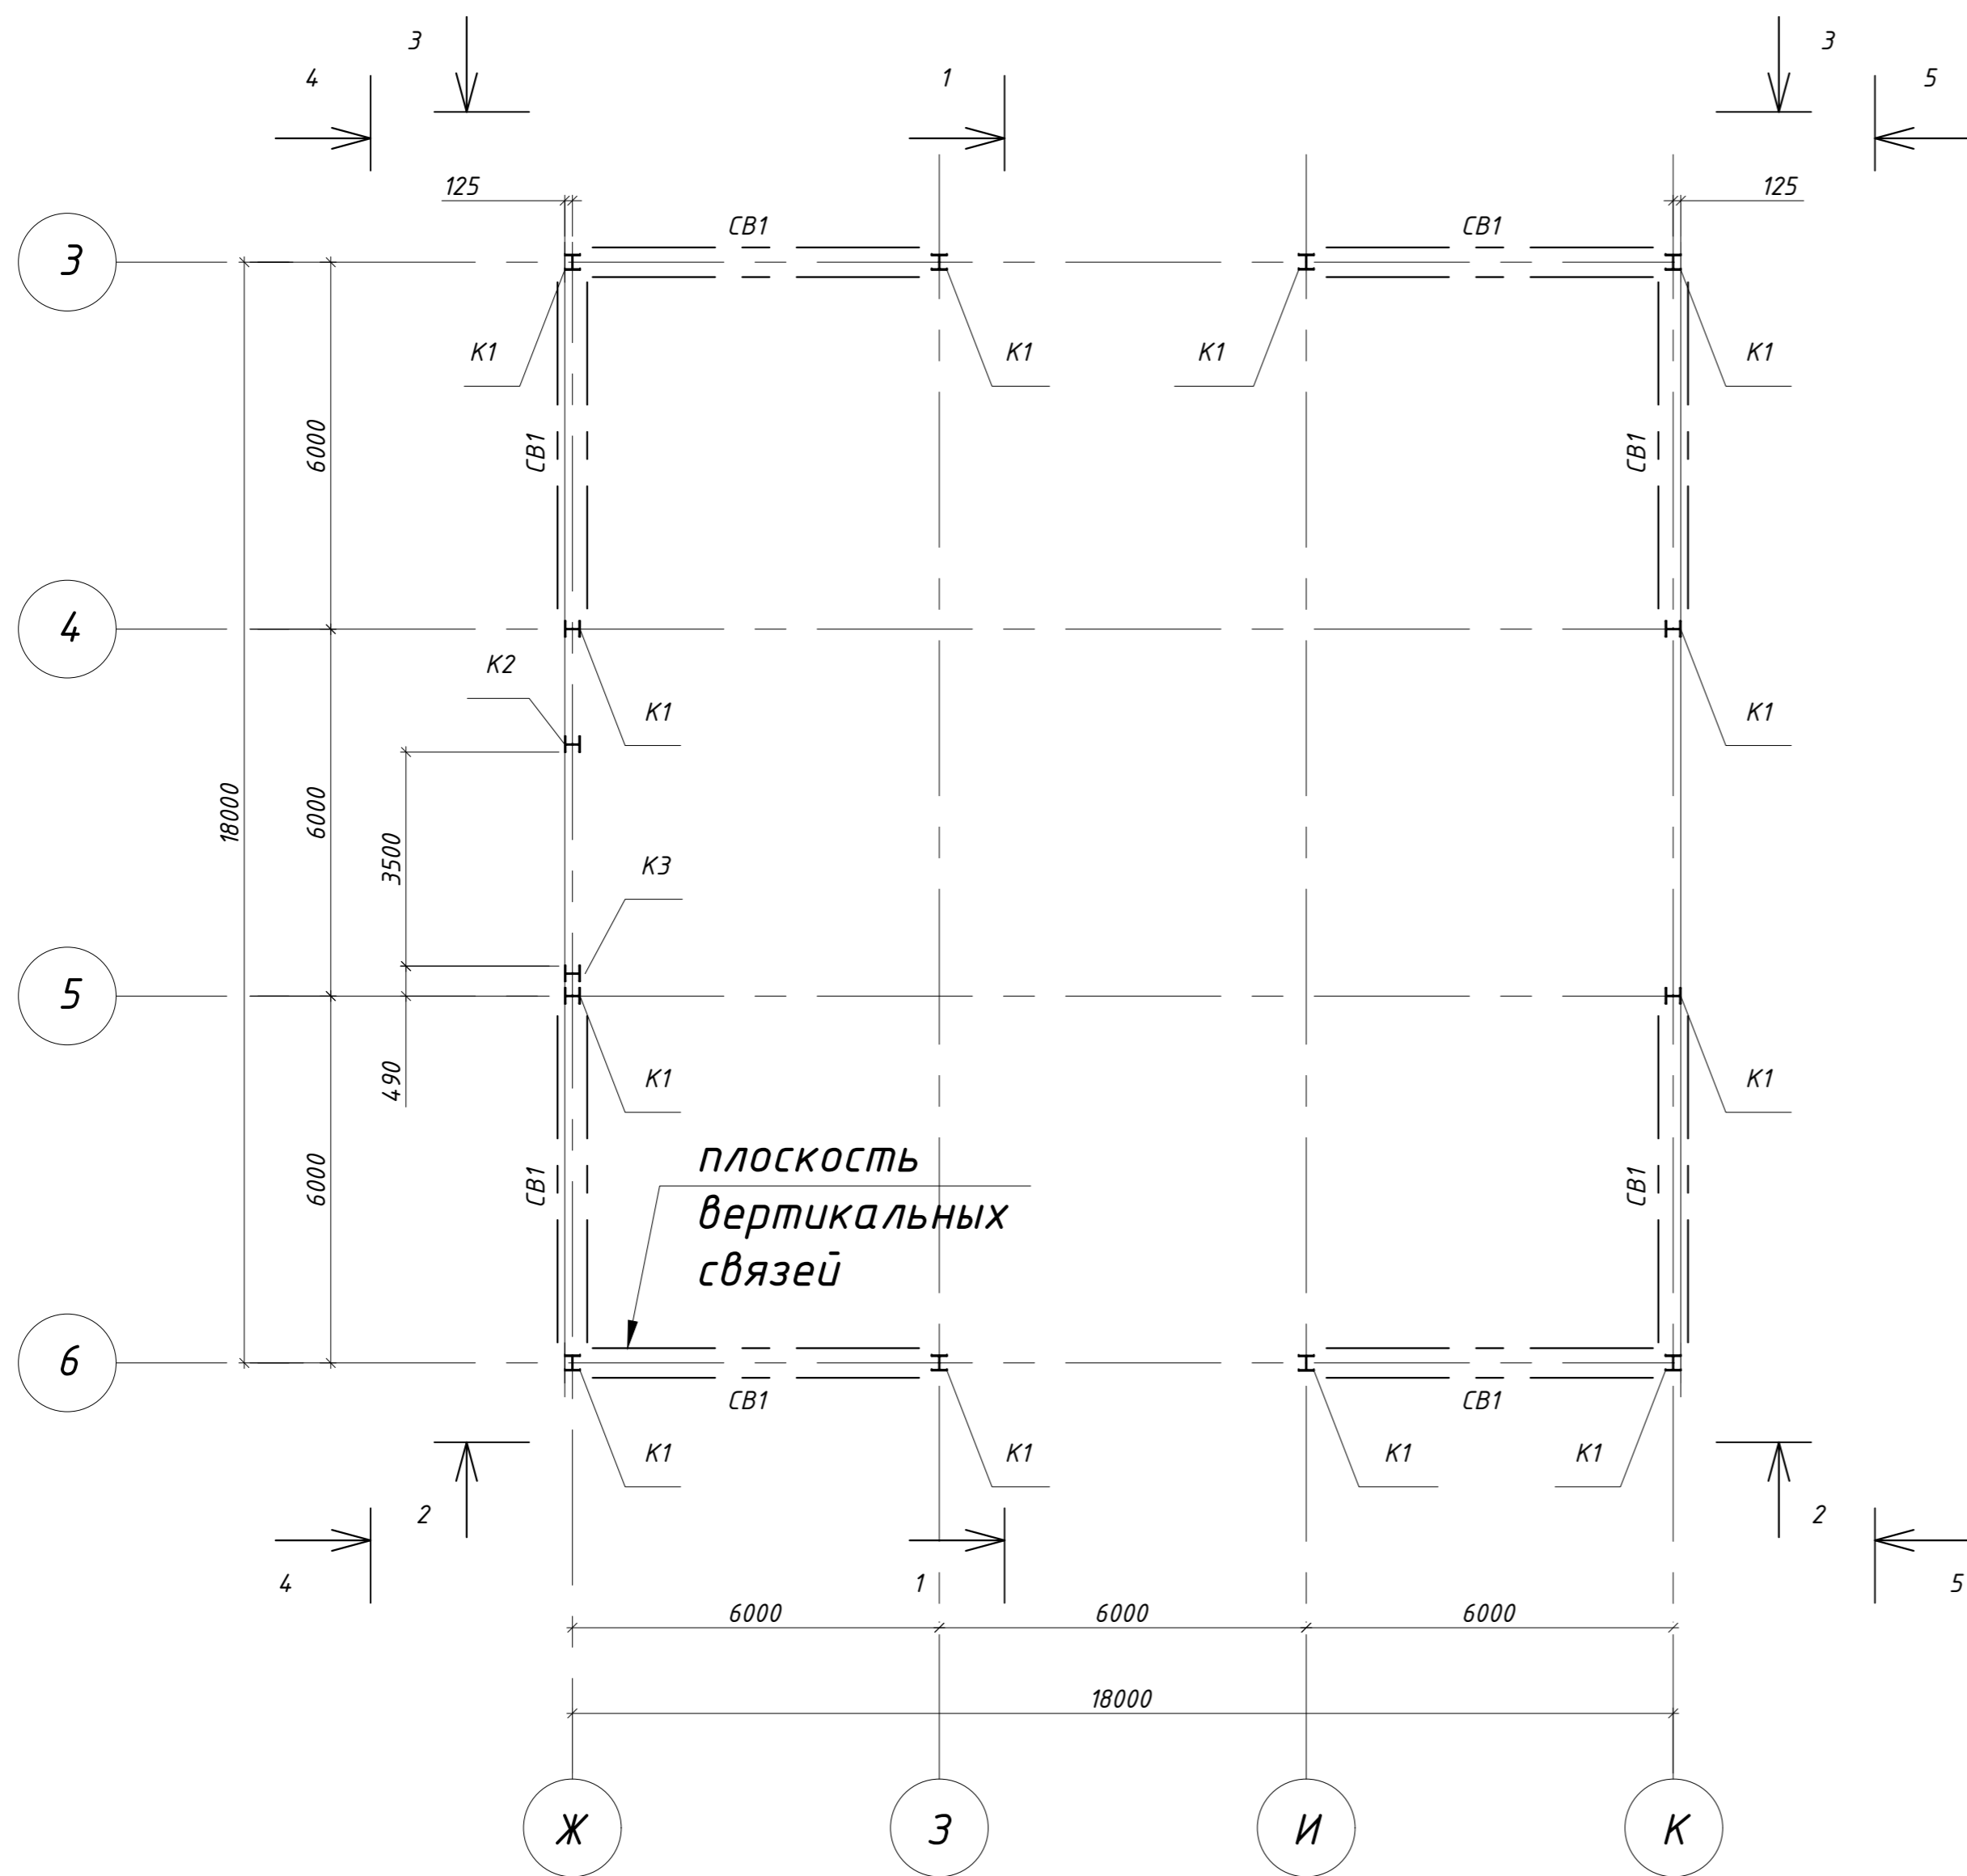 3
3
4
1
5
125
125
СВ1
СВ1
3
К1
К1
К1
К1
6000
СВ1
СВ1
4
К2
К1
К1
18000
6000
3500
К3
5
490
К1
К1
плоскость
вертикальных
связей
6000
СВ1
СВ1
6
СВ1
СВ1
К1
К1
К1
К1
2
2
4
1
5
6000
6000
6000
18000
Ж
З
И
К